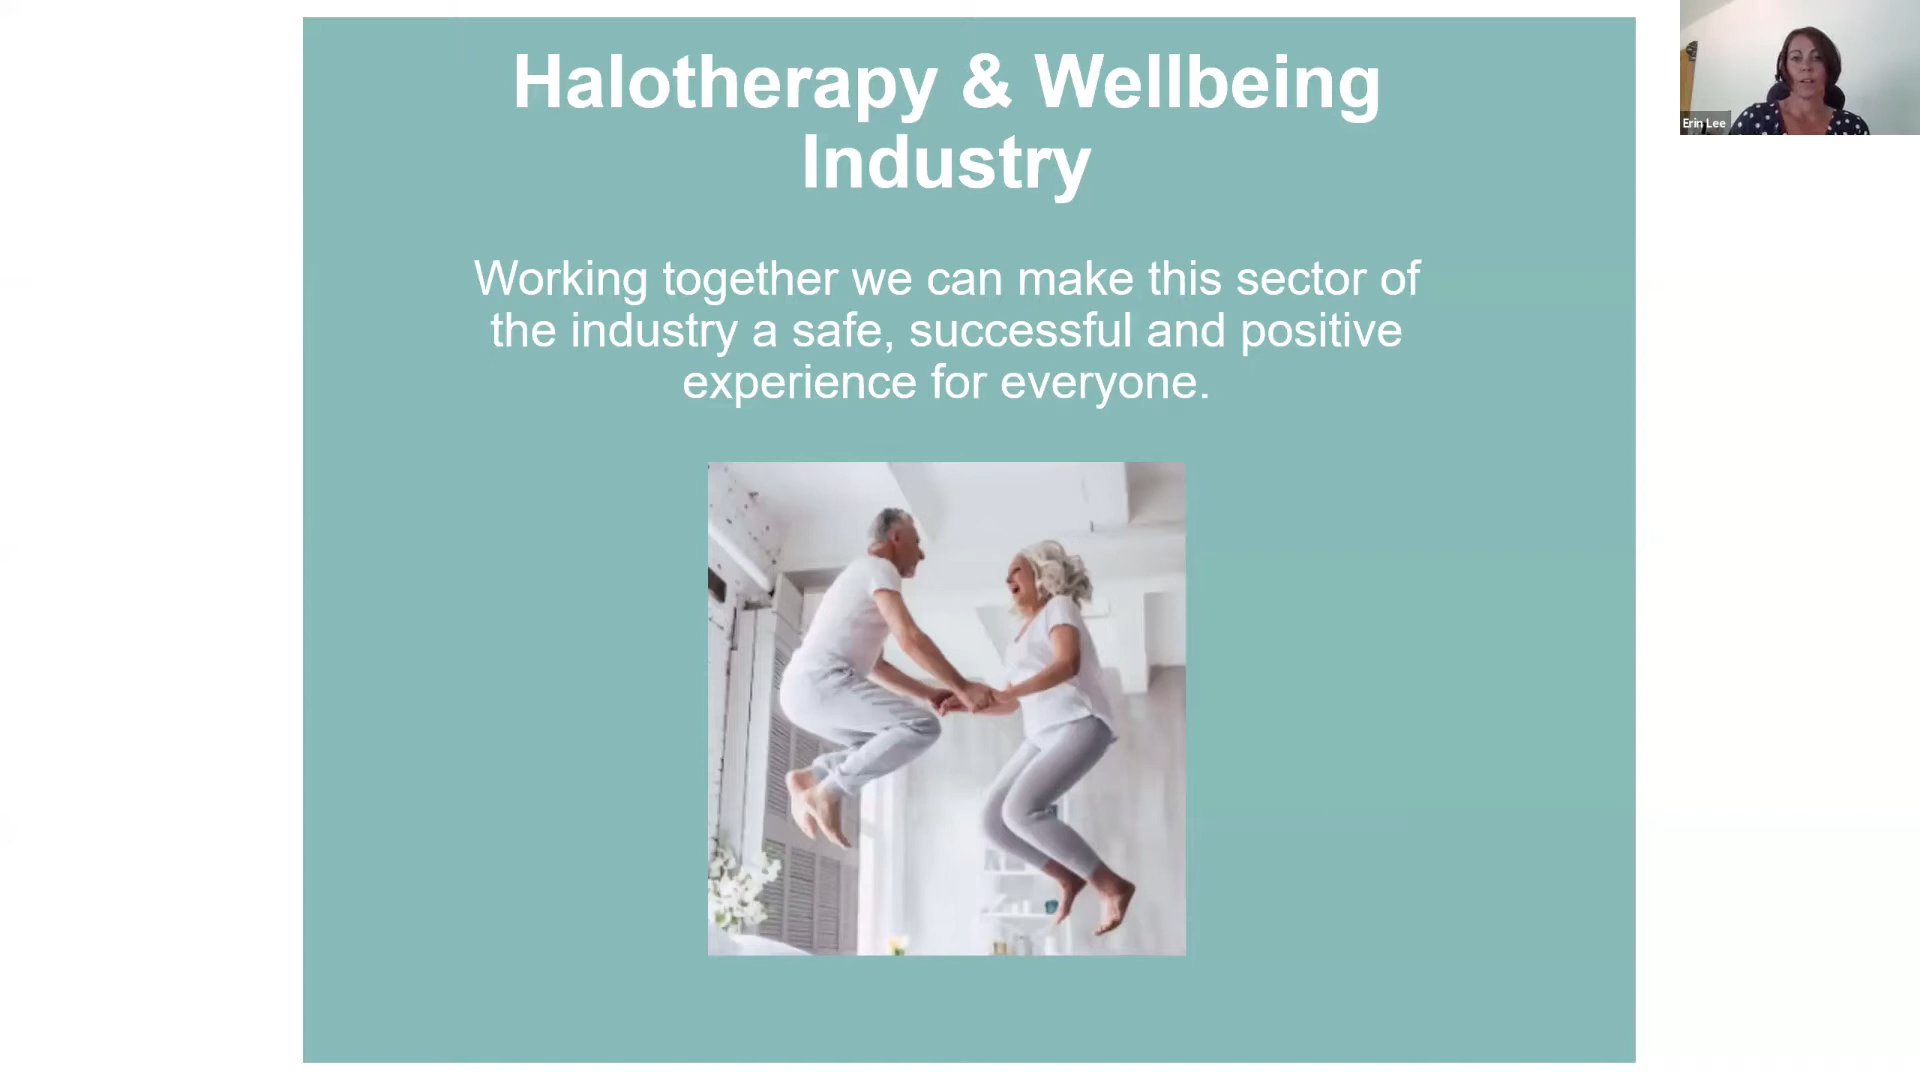 Halotherapy & Wellbeing
Industry
Working together we can make this sector of
the industry a safe, successful and positive
experience for everyone.
Erin Lee